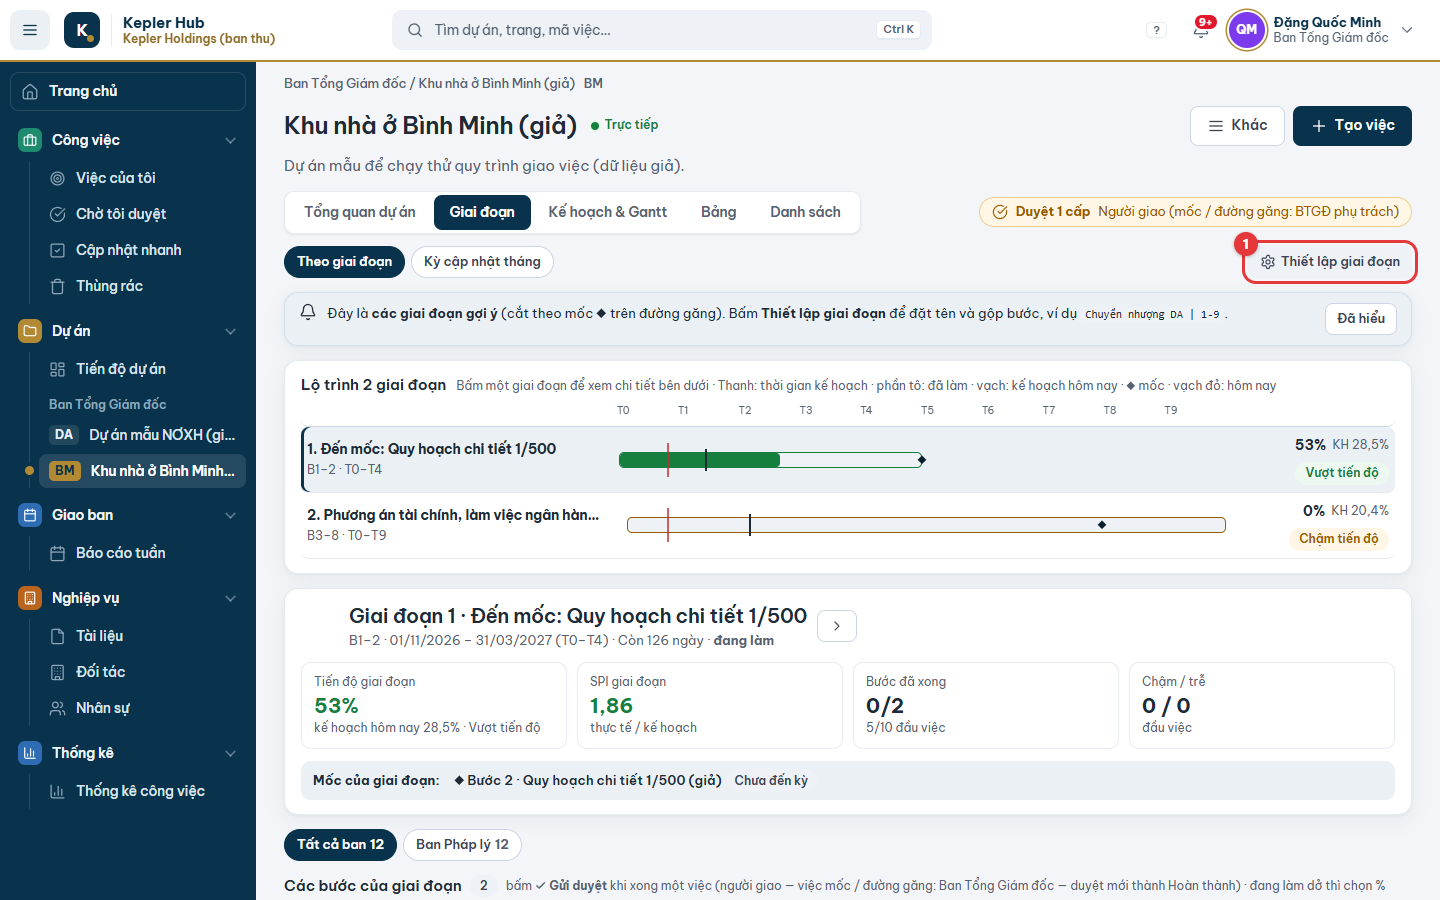 K
Kepler Hub
Kepler Holdings (ban thu)
Tìm dự án, trang, mã việc...
Ctrl K
?
9+
QM
Đặng Quốc Minh
Ban Tổng Giám đốc
Trang chủ
Công việc
Việc của tôi
Chờ tôi duyệt
Cập nhật nhanh
Thùng rác
Dự án
Tiến độ dự án
Ban Tổng Giám đốc
DA Dự án mẫu NƠXH (gi...
BM Khu nhà ở Bình Minh...
Giao ban
Báo cáo tuần
Nghiệp vụ
Tài liệu
Đối tác
Nhân sự
Thống kê
Thống kê công việc
Ban Tổng Giám đốc / Khu nhà ở Bình Minh (giả) BM
Khu nhà ở Bình Minh (giả) Trực tiếp
Khác
Tạo việc
Dự án mẫu để chạy thử quy trình giao việc (dữ liệu giả).
Tổng quan dự án Giai đoạn Kế hoạch & Gantt Bảng Danh sách
Duyệt 1 cấp Người giao (mốc / đường găng: BTGĐ phụ trách)
Theo giai đoạn Kỳ cập nhật tháng
1
Thiết lập giai đoạn
Đây là các giai đoạn gợi ý (cắt theo mốc ◆ trên đường găng). Bấm Thiết lập giai đoạn để đặt tên và gộp bước, ví dụ Chuyển nhượng DA | 1-9 .
Đã hiểu
Lộ trình 2 giai đoạn Bấm một giai đoạn để xem chi tiết bên dưới · Thanh: thời gian kế hoạch · phần tô: đã làm · vạch: kế hoạch hôm nay · ◆ mốc · vạch đỏ: hôm nay
T0 T1 T2 T3 T4 T5 T6 T7 T8 T9
1. Đến mốc: Quy hoạch chi tiết 1/500
B1–2 · T0–T4
53% KH 28,5%
Vượt tiến độ
2. Phương án tài chính, làm việc ngân hàn...
B3–8 · T0–T9
0% KH 20,4%
Chậm tiến độ
Giai đoạn 1 · Đến mốc: Quy hoạch chi tiết 1/500
B1–2 · 01/11/2026 – 31/03/2027 (T0–T4) · Còn 126 ngày · đang làm
Tiến độ giai đoạn
53%
kế hoạch hôm nay 28,5% · Vượt tiến độ
SPI giai đoạn
1,86
thực tế / kế hoạch
Bước đã xong
0/2
5/10 đầu việc
Chậm / trễ
0 / 0
đầu việc
Mốc của giai đoạn: ◆ Bước 2 · Quy hoạch chi tiết 1/500 (giả) Chưa đến kỳ
Tất cả ban 12 Ban Pháp lý 12
Các bước của giai đoạn 2 bấm ✓ Gửi duyệt khi xong một việc (người giao — việc mốc / đường găng: Ban Tổng Giám đốc — duyệt mới thành Hoàn thành) · đang làm dở thì chọn %